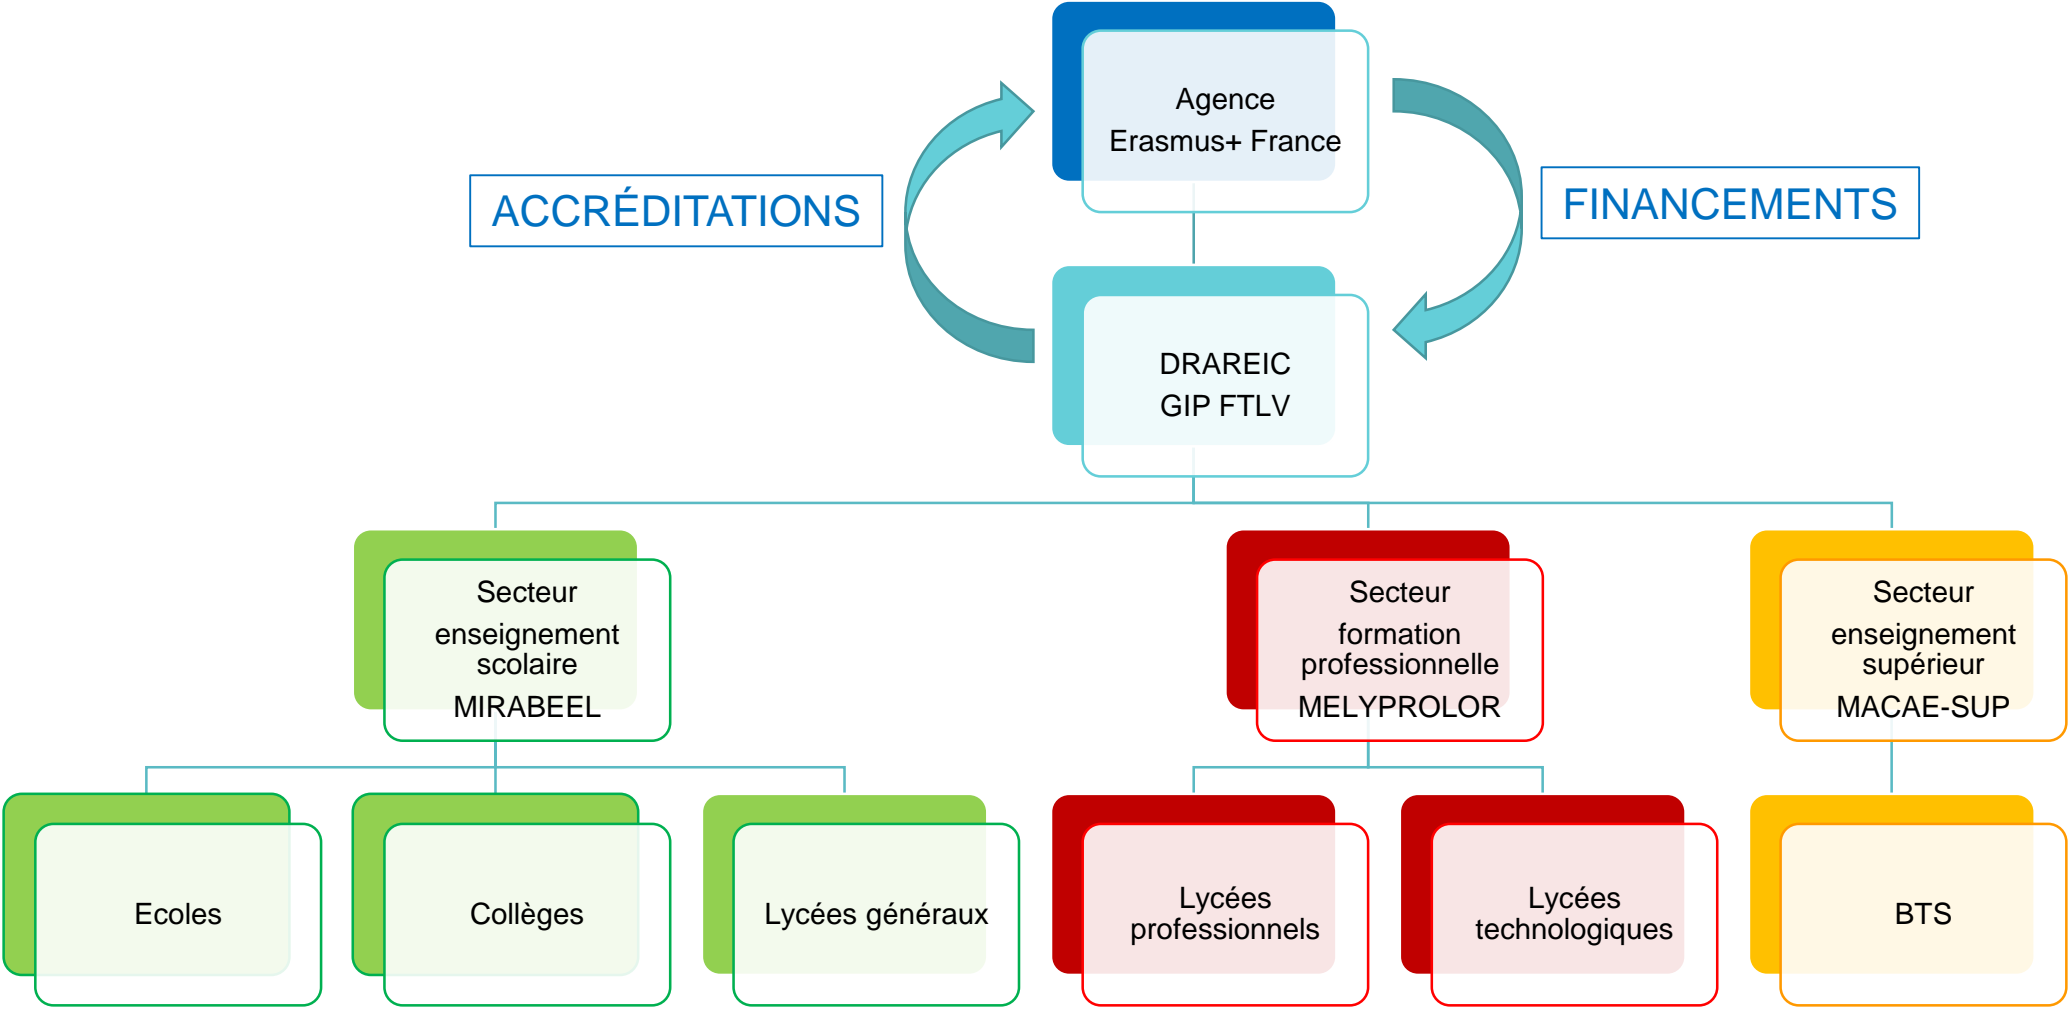 Agence
Erasmus+ France
ACCRÉDITATIONS
FINANCEMENTS
DRAREIC
GIP FTLV
Secteur
enseignement
scolaire
MIRABEEL
Secteur
formation
professionnelle
MELYPROLOR
Secteur
enseignement
supérieur
MACAE-SUP
Ecoles
Collèges
Lycées généraux
Lycées
professionnels
Lycées
technologiques
BTS